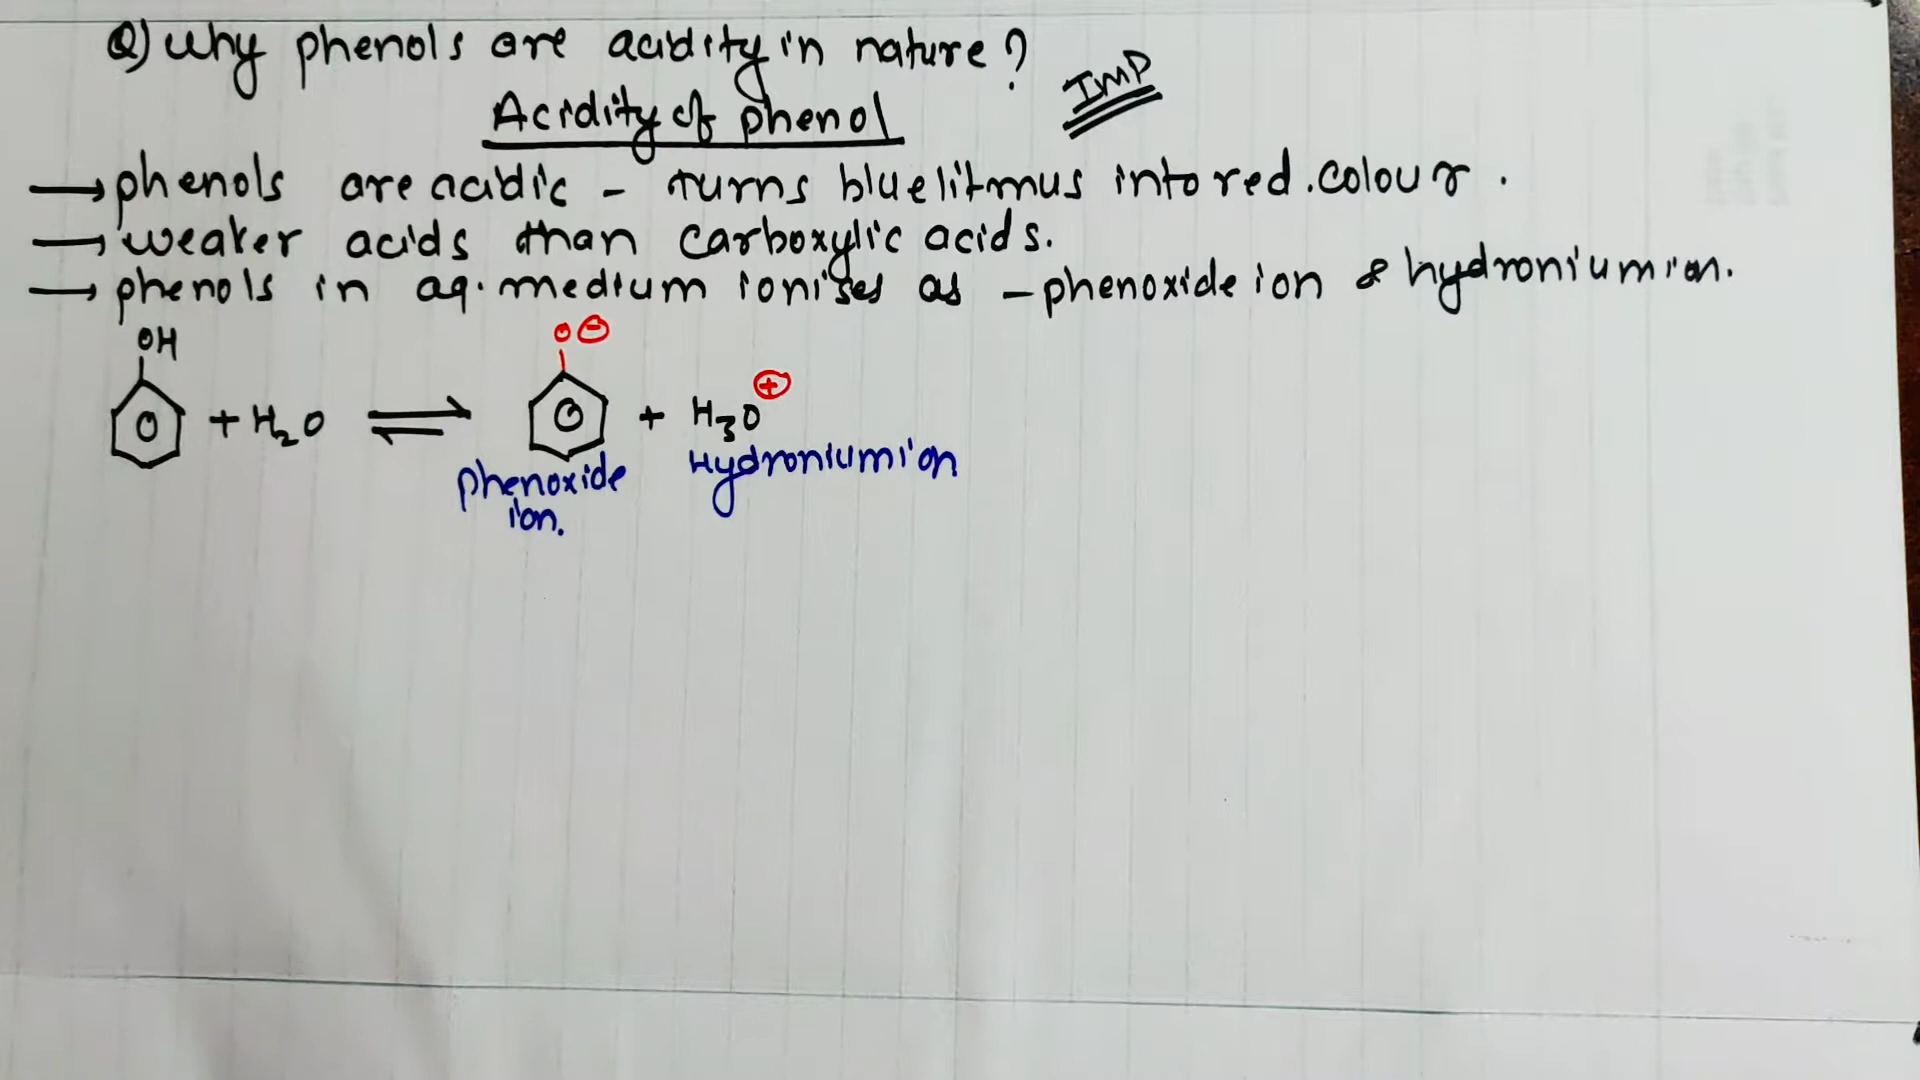 Q) Why phenols are acidity in nature?
IMP
Acidity of phenol
→ phenols are acidic - turns blue litmus into red.colour.
→ weaker acids than carboxylic acids.
→ phenols in aq. medium ionises as - phenoxide ion & hydronium ion.
OH
O⊖
+ H2O ⇌ + H3O⊕
phenoxide ion.
Hydronium ion